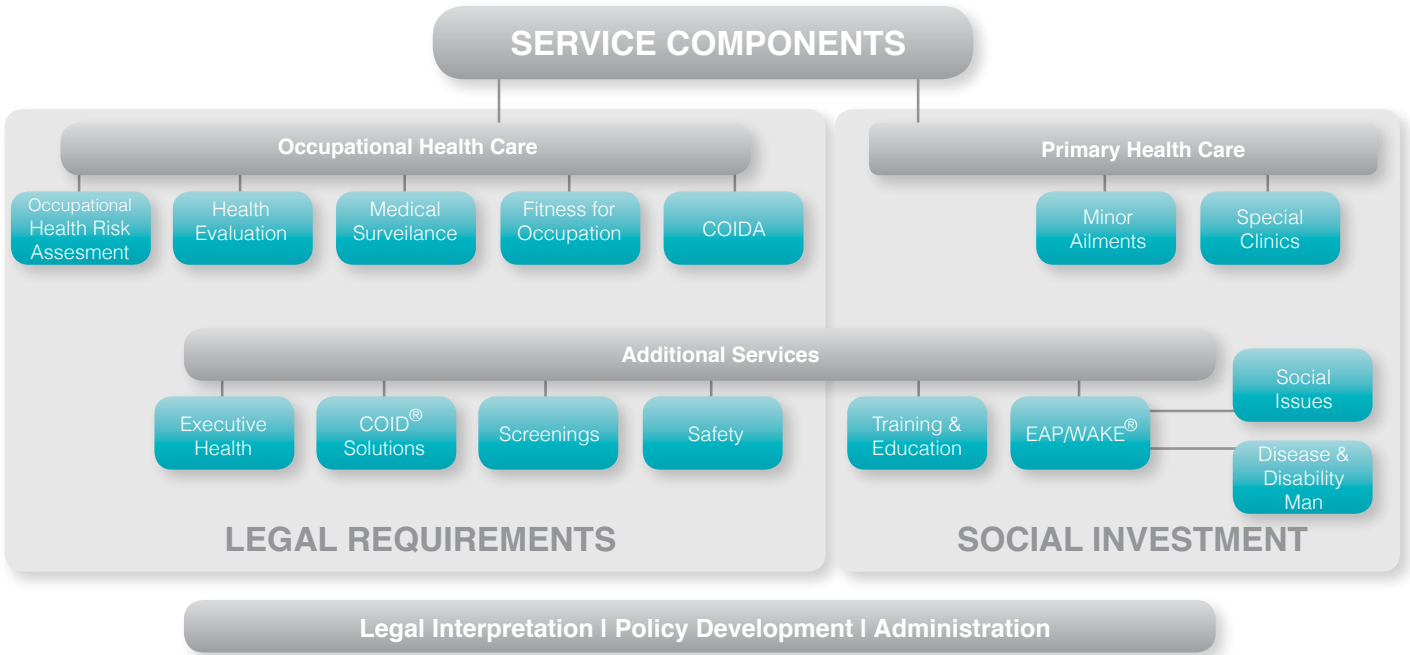 SERVICE COMPONENTS
Occupational Health Care
Primary Health Care
Occupational
Health Risk
Assesment
Health
Evaluation
Medical
Surveilance
Fitness for
Occupation
COIDA
Minor
Ailments
Special
Clinics
Additional Services
Executive
Health
COID®
Solutions
Screenings
Safety
Training &
Education
EAP/WAKE®
Social
Issues
Disease &
Disability
Man
LEGAL REQUIREMENTS
SOCIAL INVESTMENT
Legal Interpretation I Policy Development I Administration